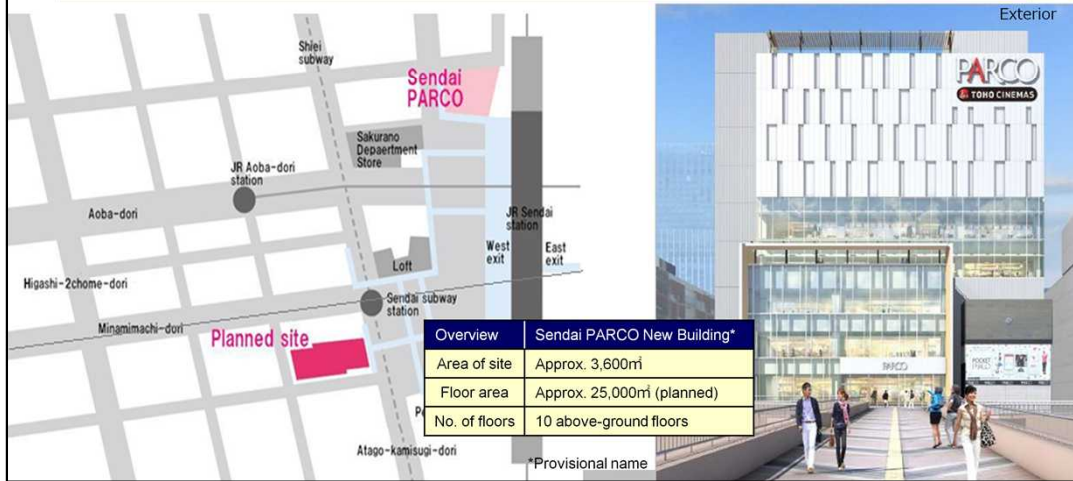 Exterior
Shiei
subway
Sendai
PARCO
PARCO
TOHO CINEMAS
Sakurano
Depaertment
Store
JR Aoba-dori
station
Aoba-dori
JR Sendai
station
West
exit
East
exit
Loft
Higashi-2chome-dori
Sendai subway
station
Minamimachi-dori
Planned site
Overview Sendai PARCO New Building*
Area of site Approx. 3,600㎡
Floor area Approx. 25,000㎡ (planned)
No. of floors 10 above-ground floors
PARCO
Atago-kamisugi-dori
*Provisional name